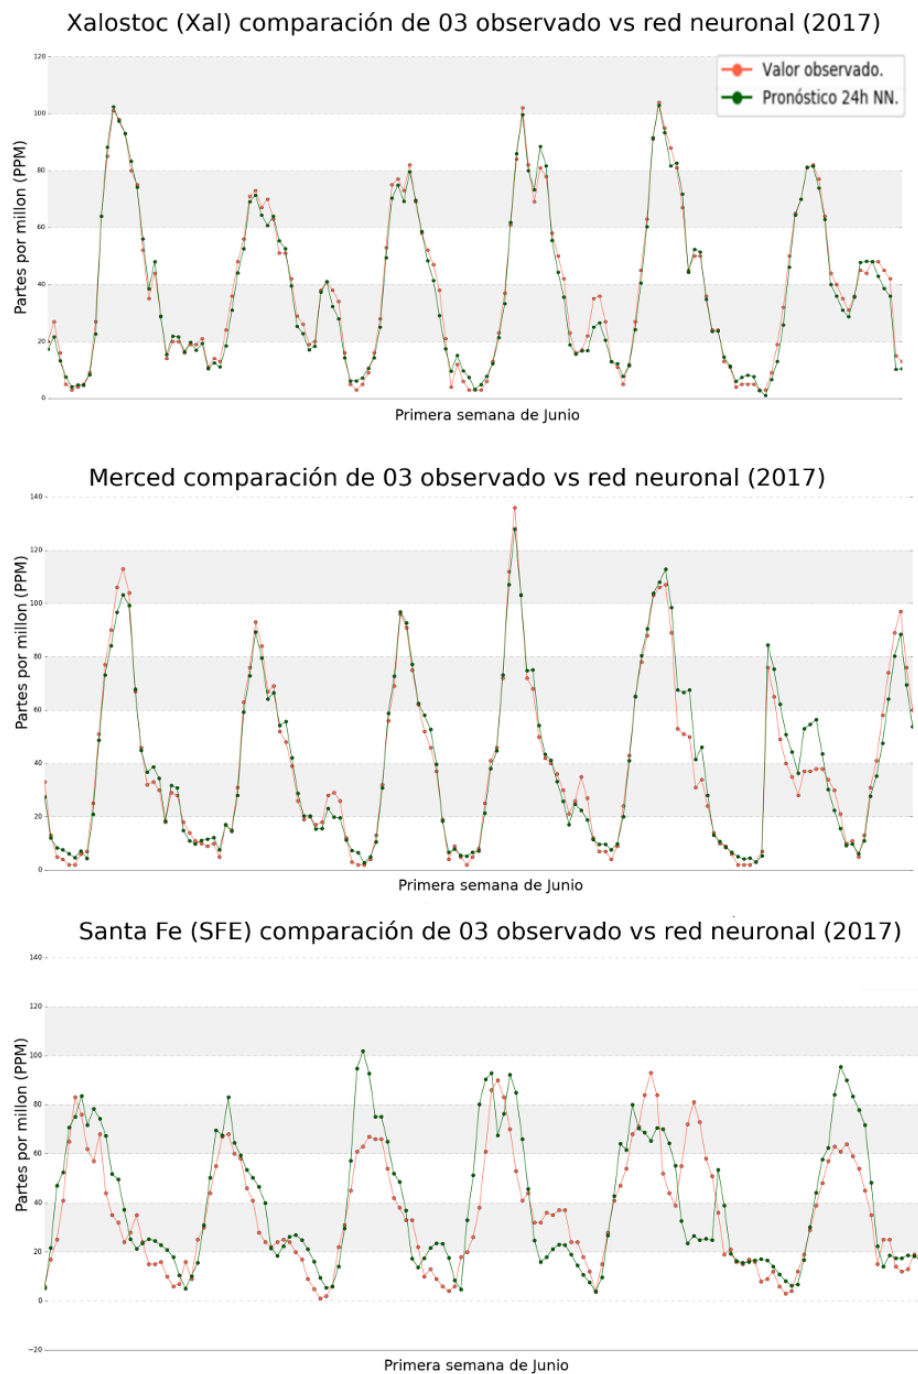 Xalostoc (Xal) comparación de 03 observado vs red neuronal (2017)
Valor observado.
Pronóstico 24h NN.
Partes por millon (PPM)
120
100
80
60
40
20
0
Primera semana de Junio
Merced comparación de 03 observado vs red neuronal (2017)
Partes por millon (PPM)
140
120
100
80
60
40
20
0
Primera semana de Junio
Santa Fe (SFE) comparación de 03 observado vs red neuronal (2017)
Partes por millon (PPM)
140
120
100
80
60
40
20
0
−20
Primera semana de Junio